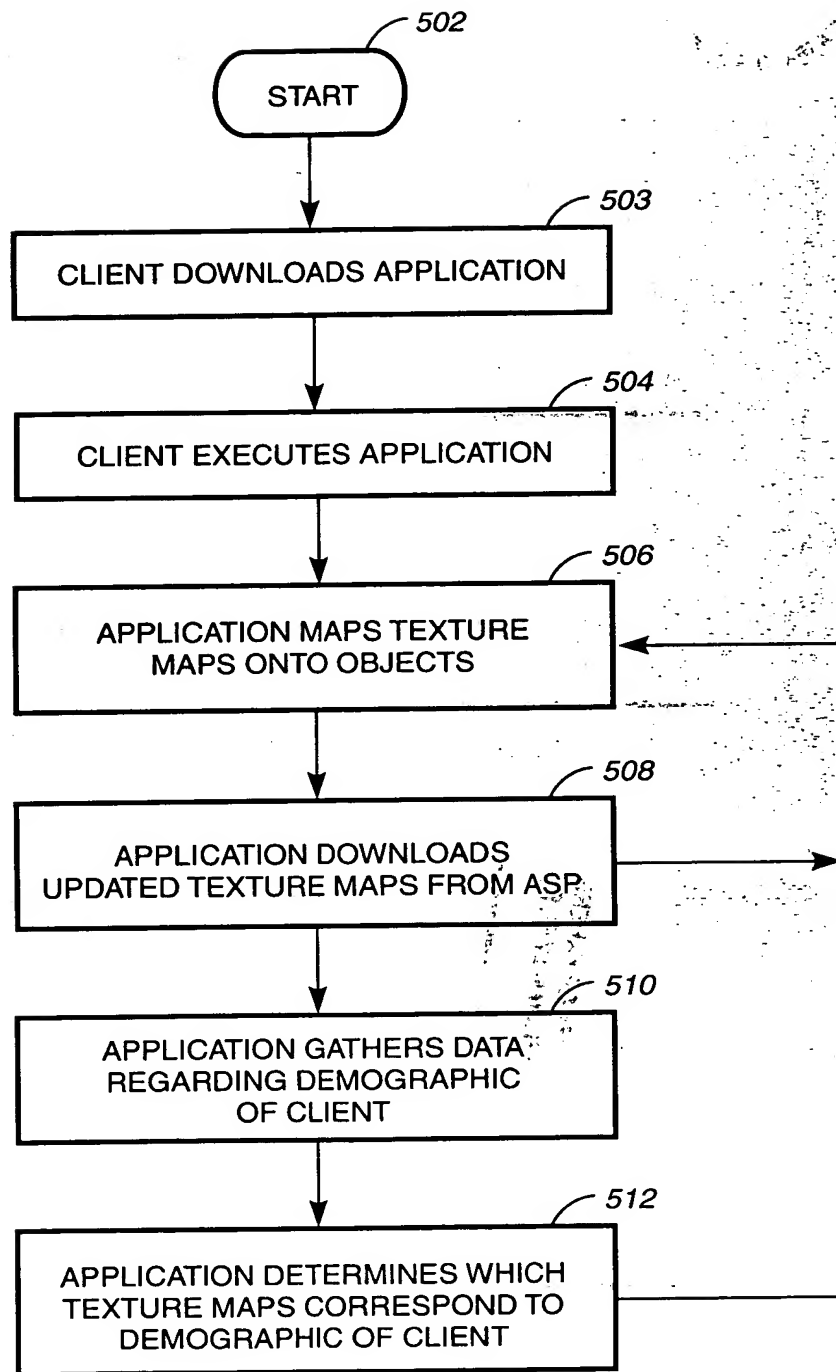 502
START
503
CLIENT DOWNLOADS APPLICATION
504
CLIENT EXECUTES APPLICATION
506
APPLICATION MAPS TEXTURE
MAPS ONTO OBJECTS
508
APPLICATION DOWNLOADS
UPDATED TEXTURE MAPS FROM ASP
510
APPLICATION GATHERS DATA
REGARDING DEMOGRAPHIC
OF CLIENT
512
APPLICATION DETERMINES WHICH
TEXTURE MAPS CORRESPOND TO
DEMOGRAPHIC OF CLIENT